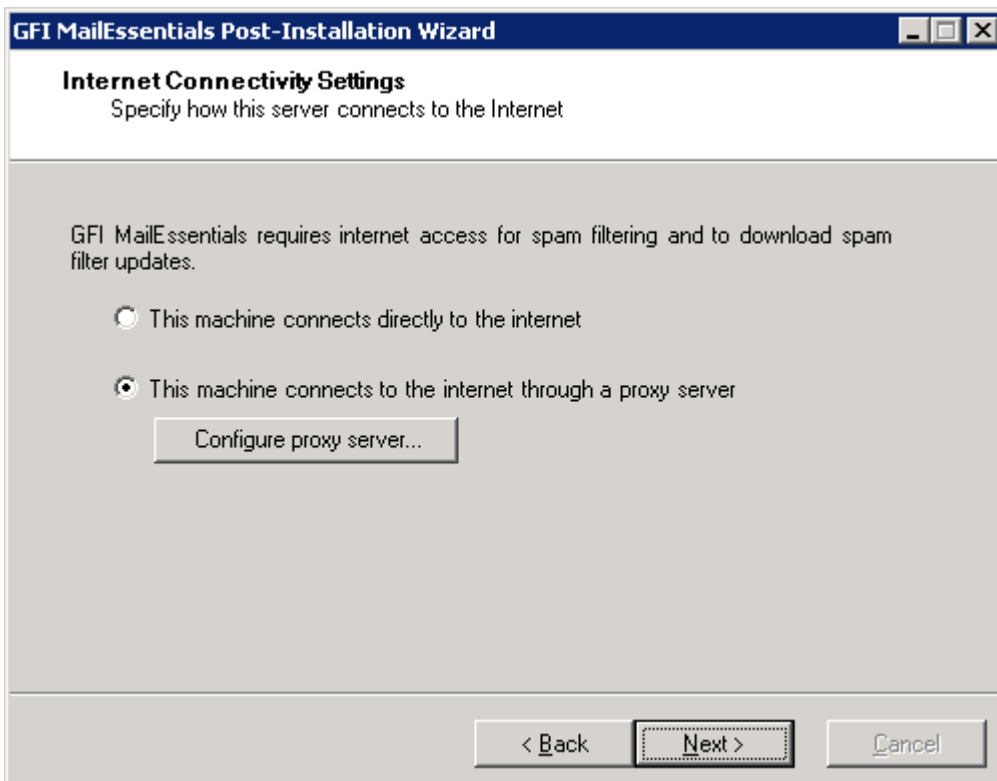 GFI MailEssentials Post-Installation Wizard
Internet Connectivity Settings
Specify how this server connects to the Internet
GFI MailEssentials requires internet access for spam filtering and to download spam
filter updates.
This machine connects directly to the internet
This machine connects to the internet through a proxy server
Configure proxy server...
< Back Next > Cancel